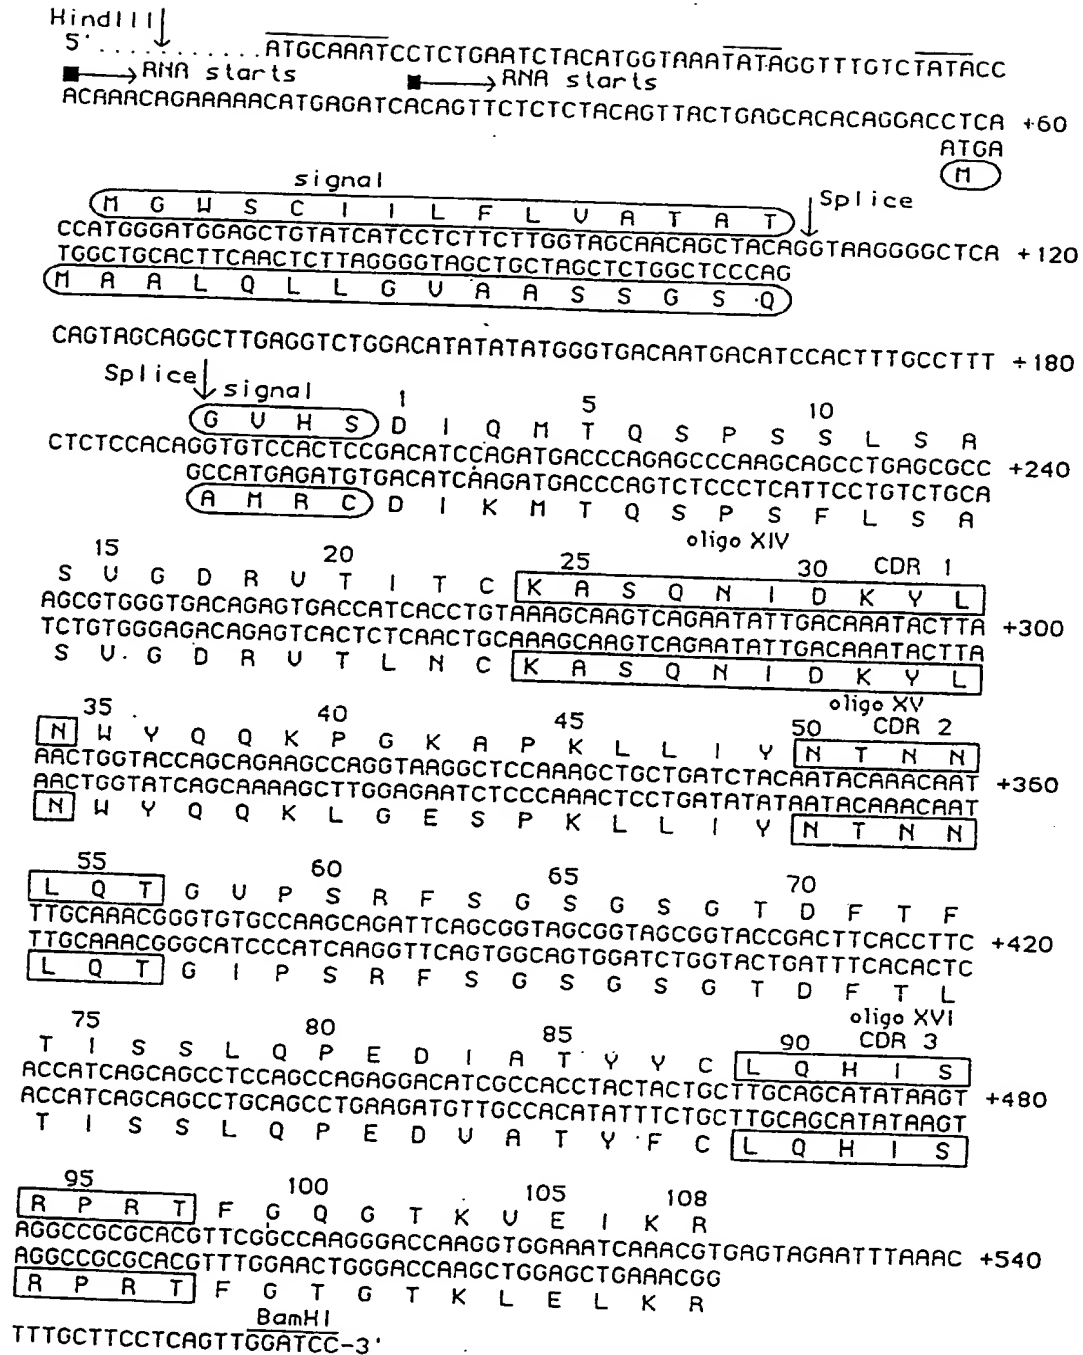 HindIII
5'.......... ATGCAAATCCTCTGAATCTACATGGTAAATATAGGTTTGTCTATACC
RNA starts RNA starts
ACAAACAGAAAAACATGAGATCACAGTTCTCTCTACAGTTACTGAGCACACAGGACCTCA +60
ATGA
M
signal
M G W S C I I L F L V A T A T Splice
CCATGGGATGGAGCTGTATCATCCTCTTCTTGGTAGCAACAGCTACAGGTAAGGGGCTCA +120
TGGCTGCACTTCAACTCTTAGGGGTAGCTGCTAGCTCTGGCTCCCAG
M A A L Q L L G V A A S S G S Q
CAGTAGCAGGCTTGAGGTCTGGACATATATATGGGTGACAATGACATCCACTTTGCCTTT +180
Splice signal 1 5 10
G V H S D I Q M T Q S P S S L S A
CTCTCCACAGGTGTCCACTCCGACATCCAGATGACCCAGAGCCCAAGCAGCCTGAGCGCC +240
GCCATGAGATGTGACATCAAGATGACCCAGTCTCCCTCATTCCTGTCTGCA
A M R C D I K M T Q S P S F L S A
oligo XIV
15 20 25 30 CDR 1
S V G D R V T I T C K A S Q N I D K Y L
AGCGTGGGTGACAGAGTGACCATCACCTGTAAAGCAAGTCAGAATATTGACAAATACTTA +300
TCTGTGGGAGACAGAGTCACTCTCAACTGCAAAGCAAGTCAGAATATTGACAAATACTTA
S V G D R V T L N C K A S Q N I D K Y L
oligo XV
35 40 45 50 CDR 2
N W Y Q Q K P G K A P K L L I Y N T N N
AACTGGTACCAGCAGAAGCCAGGTAAGGCTCCAAAGCTGCTGATCTACAATACAAACAAT +360
AACTGGTATCAGCAAAAGCTTGGAGAATCTCCCAAACTCCTGATATATAATACAAACAAT
N W Y Q Q K L G E S P K L L I Y N T N N
55 60 65 70
L Q T G V P S R F S G S G S G T D F T F
TTGCAAACGGGTGTGCCAAGCAGATTCAGCGGTAGCGGTAGCGGTACCGACTTCACCTTC +420
TTGCAAACGGGCATCCCATCAAGGTTCAGTGGCAGTGGATCTGGTACTGATTTCACACTC
L Q T G I P S R F S G S G S G T D F T L
oligo XVI
75 80 85 90 CDR 3
T I S S L Q P E D I A T Y Y C L Q H I S
ACCATCAGCAGCCTCCAGCCAGAGGACATCGCCACCTACTACTGCTTGCAGCATATAAGT +480
ACCATCAGCAGCCTGCAGCCTGAAGATGTTGCCACATATTTCTGCTTGCAGCATATAAGT
T I S S L Q P E D V A T Y F C L Q H I S
95 100 105 108
R P R T F G Q G T K V E I K R
AGGCCGCGCACGTTCGGCCAAGGGACCAAGGTGGAAATCAAACGTGAGTAGAATTTAAAC +540
AGGCCGCGCACGTTTGGAACTGGGACCAAGCTGGAGCTGAAACGG
R P R T F G T G T K L E L K R
BamHI
TTTGCTTCCTCAGTTGGATCC-3'